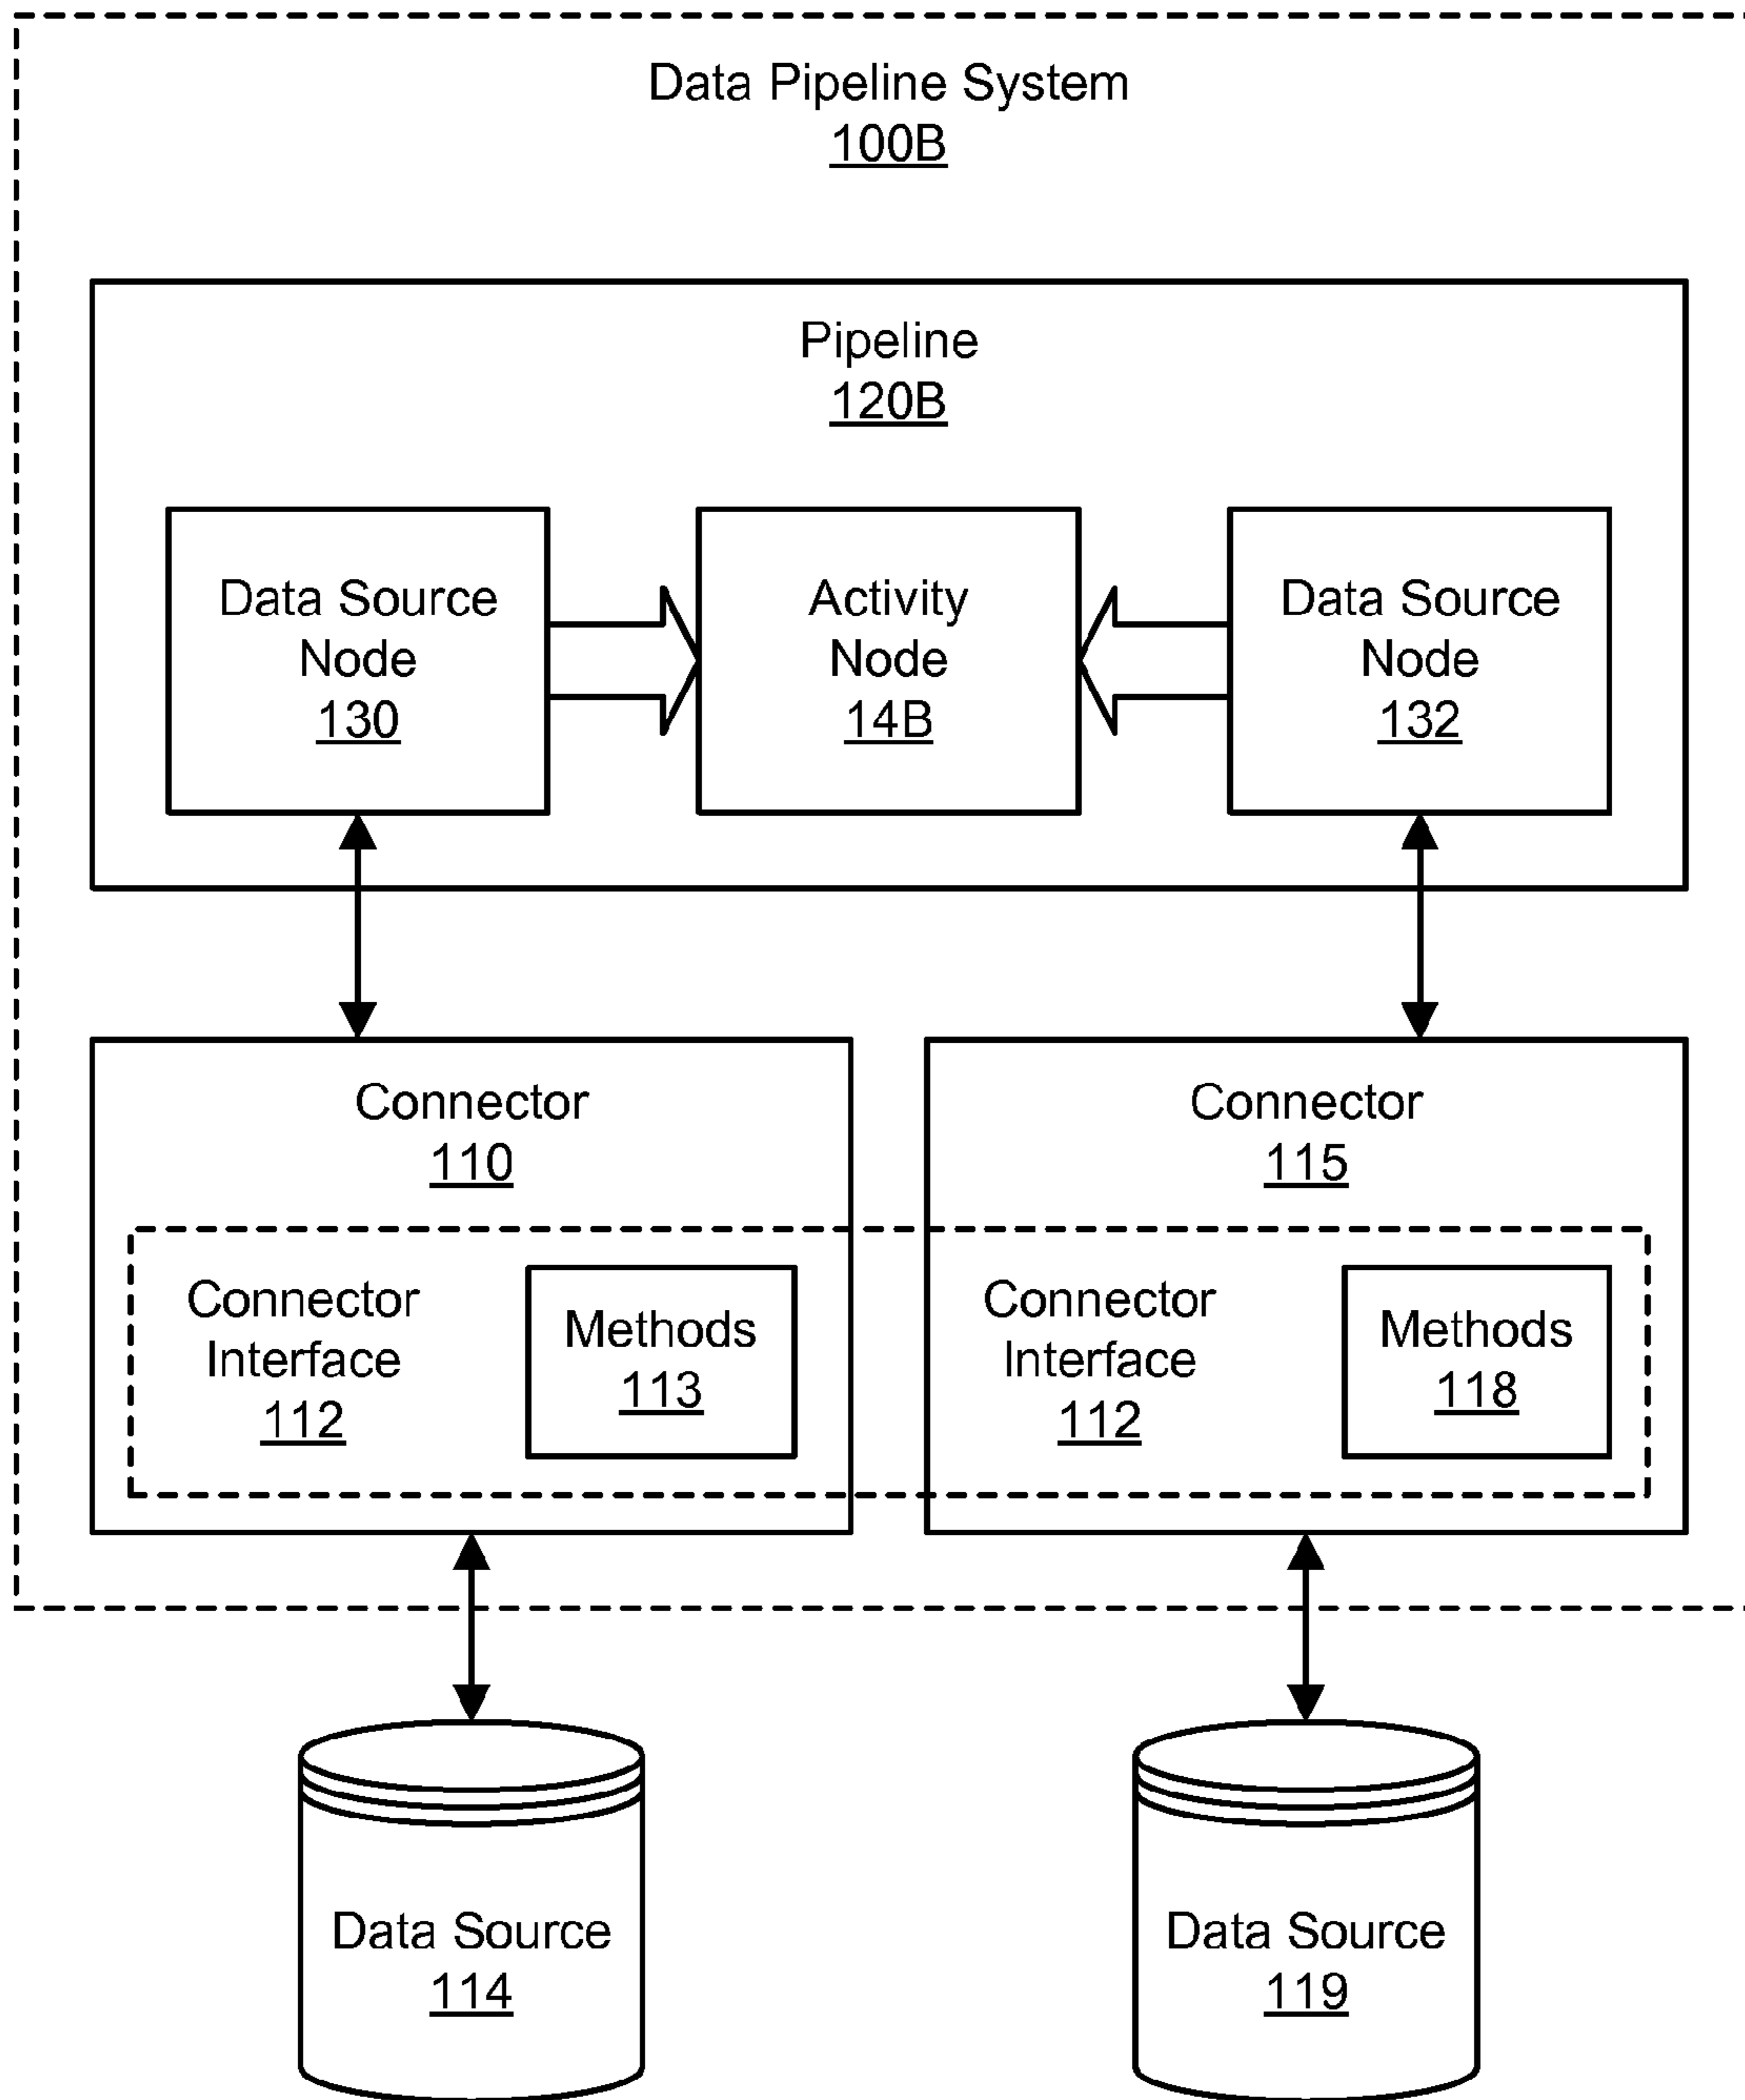 Data Pipeline System
100B
Pipeline
120B
Data Source
Node
130
Activity
Node
14B
Data Source
Node
132
Connector
110
Connector
Interface
112
Methods
113
Connector
115
Connector
Interface
112
Methods
118
Data Source
114
Data Source
119